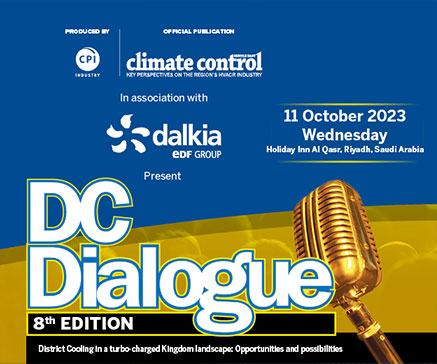 PRODUCED BY
OFFICIAL PUBLICATION
CPI
INDUSTRY
climate control
MIDDLE EAST
KEY PERSPECTIVES ON THE REGION'S HVACR INDUSTRY
In association with
dalkia
eDF GROUP
Present
11 October 2023
Wednesday
Holiday Inn Al Qasr, Riyadh, Saudi Arabia
DC
Dialogue
8th EDITION
District Cooling in a turbo-charged Kingdom landscape: Opportunities and possibilities